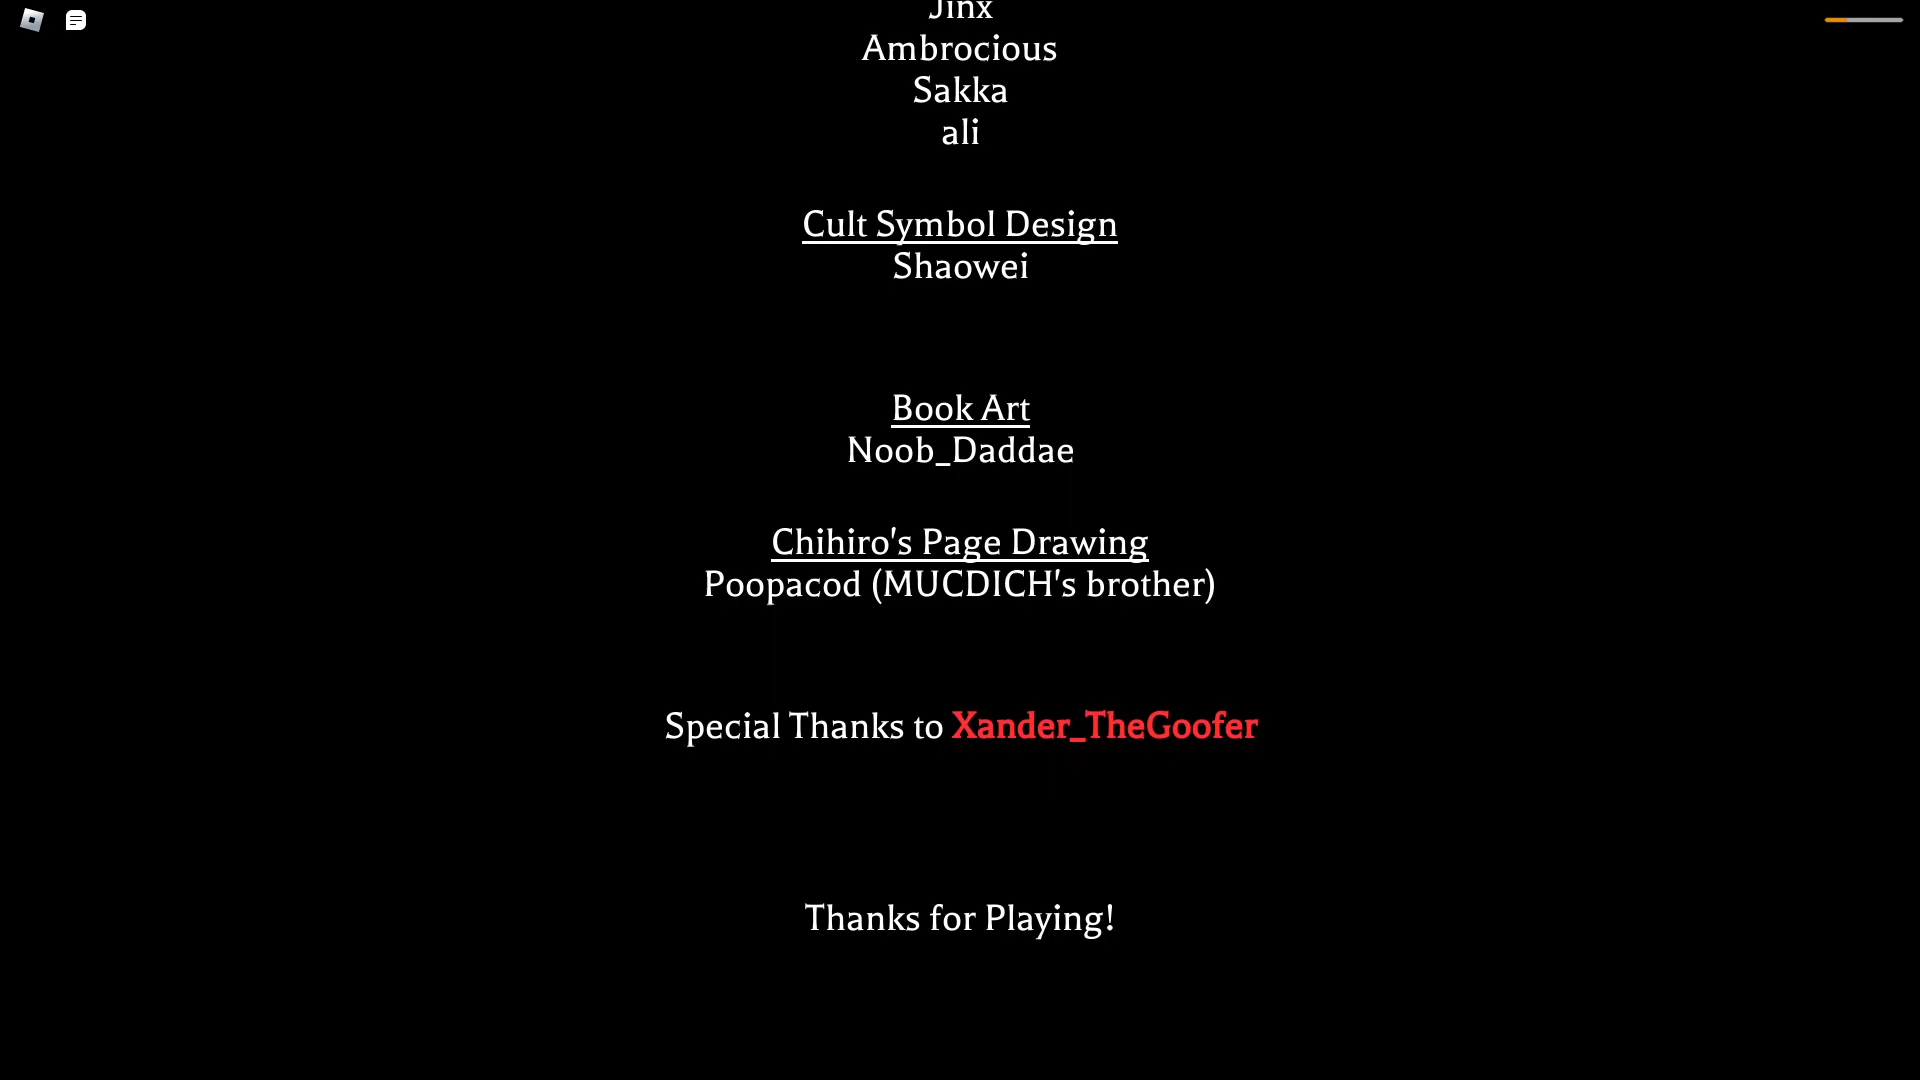 Jinx
Ambrocious
Sakka
ali
Cult Symbol Design
Shaowei
Book Art
Noob_Daddae
Chihiro's Page Drawing
Poopacod (MUCDICH's brother)
Special Thanks to Xander_TheGoofer
Thanks for Playing!